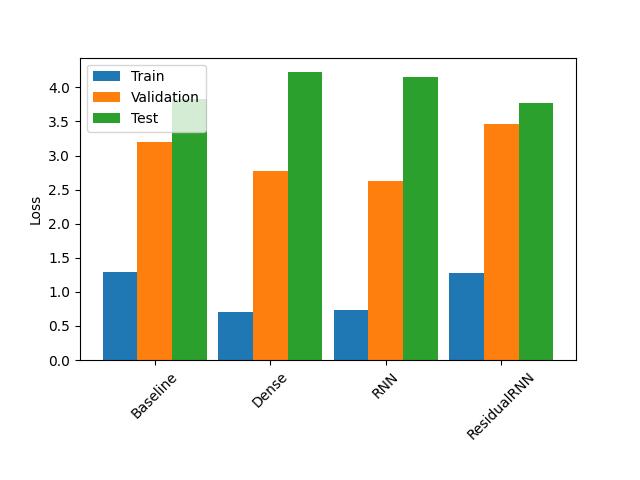 Train
Validation
Test
4.0
3.5
3.0
2.5
2.0
1.5
1.0
0.5
0.0
Loss
Baseline
Dense
RNN
ResidualRNN